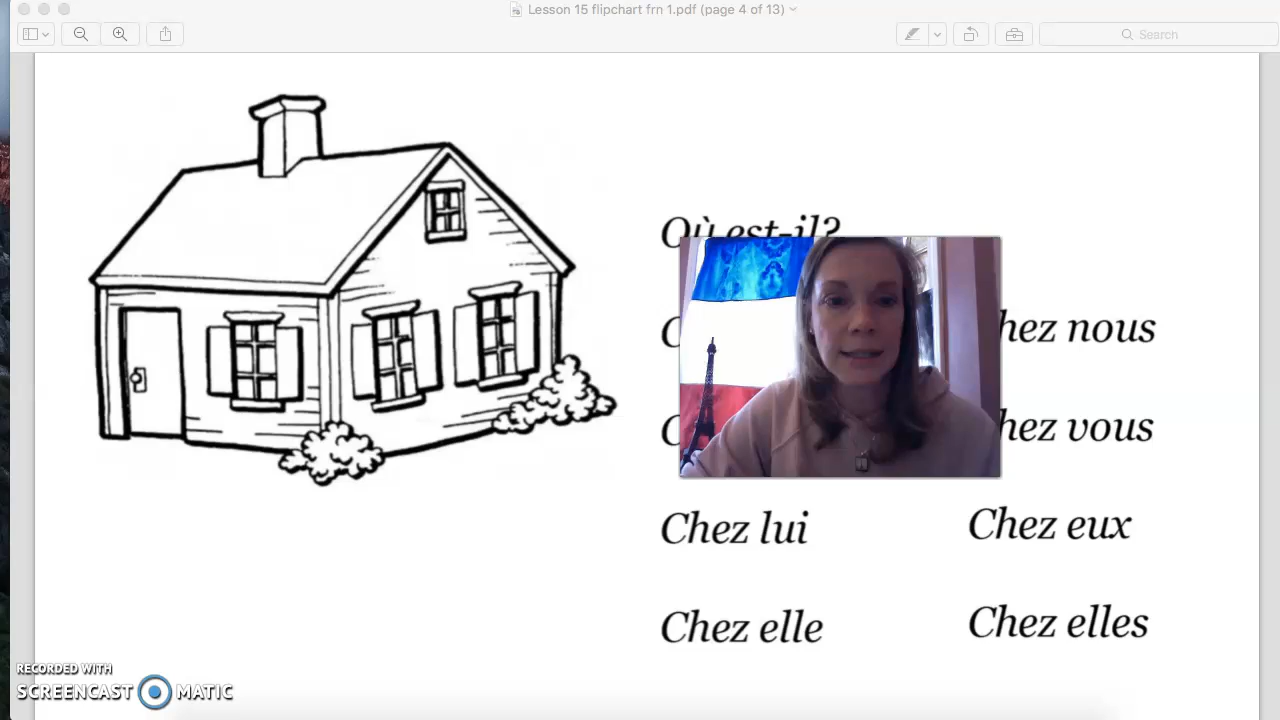 Lesson 15 flipchart frn 1.pdf (page 4 of 13)
Search
Où est-il?
hez nous
hez vous
Chez lui
Chez eux
Chez elle
Chez elles
RECORDED WITH
SCREENCAST MATIC